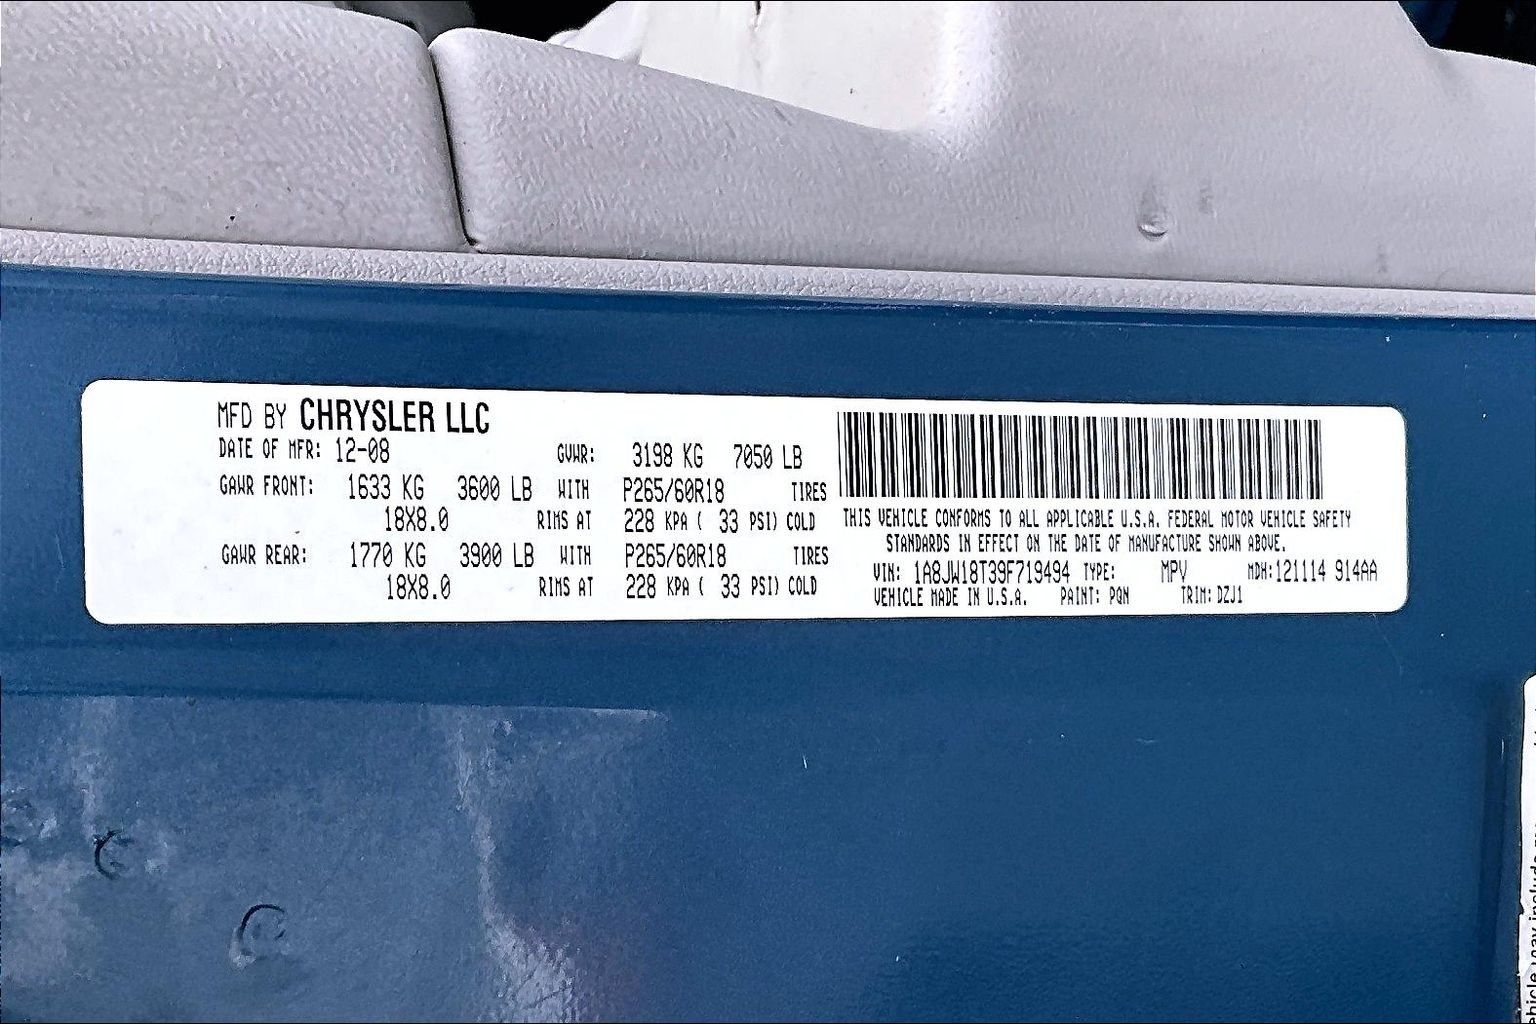 MFD BY CHRYSLER LLC
DATE OF MFR: 12-08 GVWR: 3198 KG 7050 LB
GAWR FRONT: 1633 KG 3600 LB WITH P265/60R18 TIRES
18X8.0 RIMS AT 228 KPA ( 33 PSI) COLD
GAWR REAR: 1770 KG 3900 LB WITH P265/60R18 TIRES
18X8.0 RIMS AT 228 KPA ( 33 PSI) COLD
THIS VEHICLE CONFORMS TO ALL APPLICABLE U.S.A. FEDERAL MOTOR VEHICLE SAFETY
STANDARDS IN EFFECT ON THE DATE OF MANUFACTURE SHOWN ABOVE.
VIN: 1A8JW18T39F719494 TYPE: MPV MDH:121114 914AA
VEHICLE MADE IN U.S.A. PAINT: PQN TRIM: DZJ1